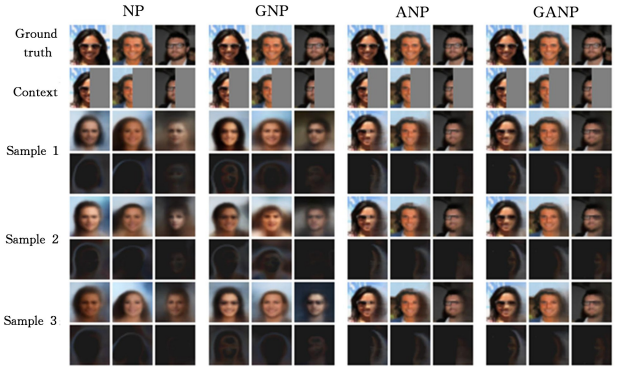 NP GNP ANP GANP
Ground
truth
Context
Sample 1
Sample 2
Sample 3